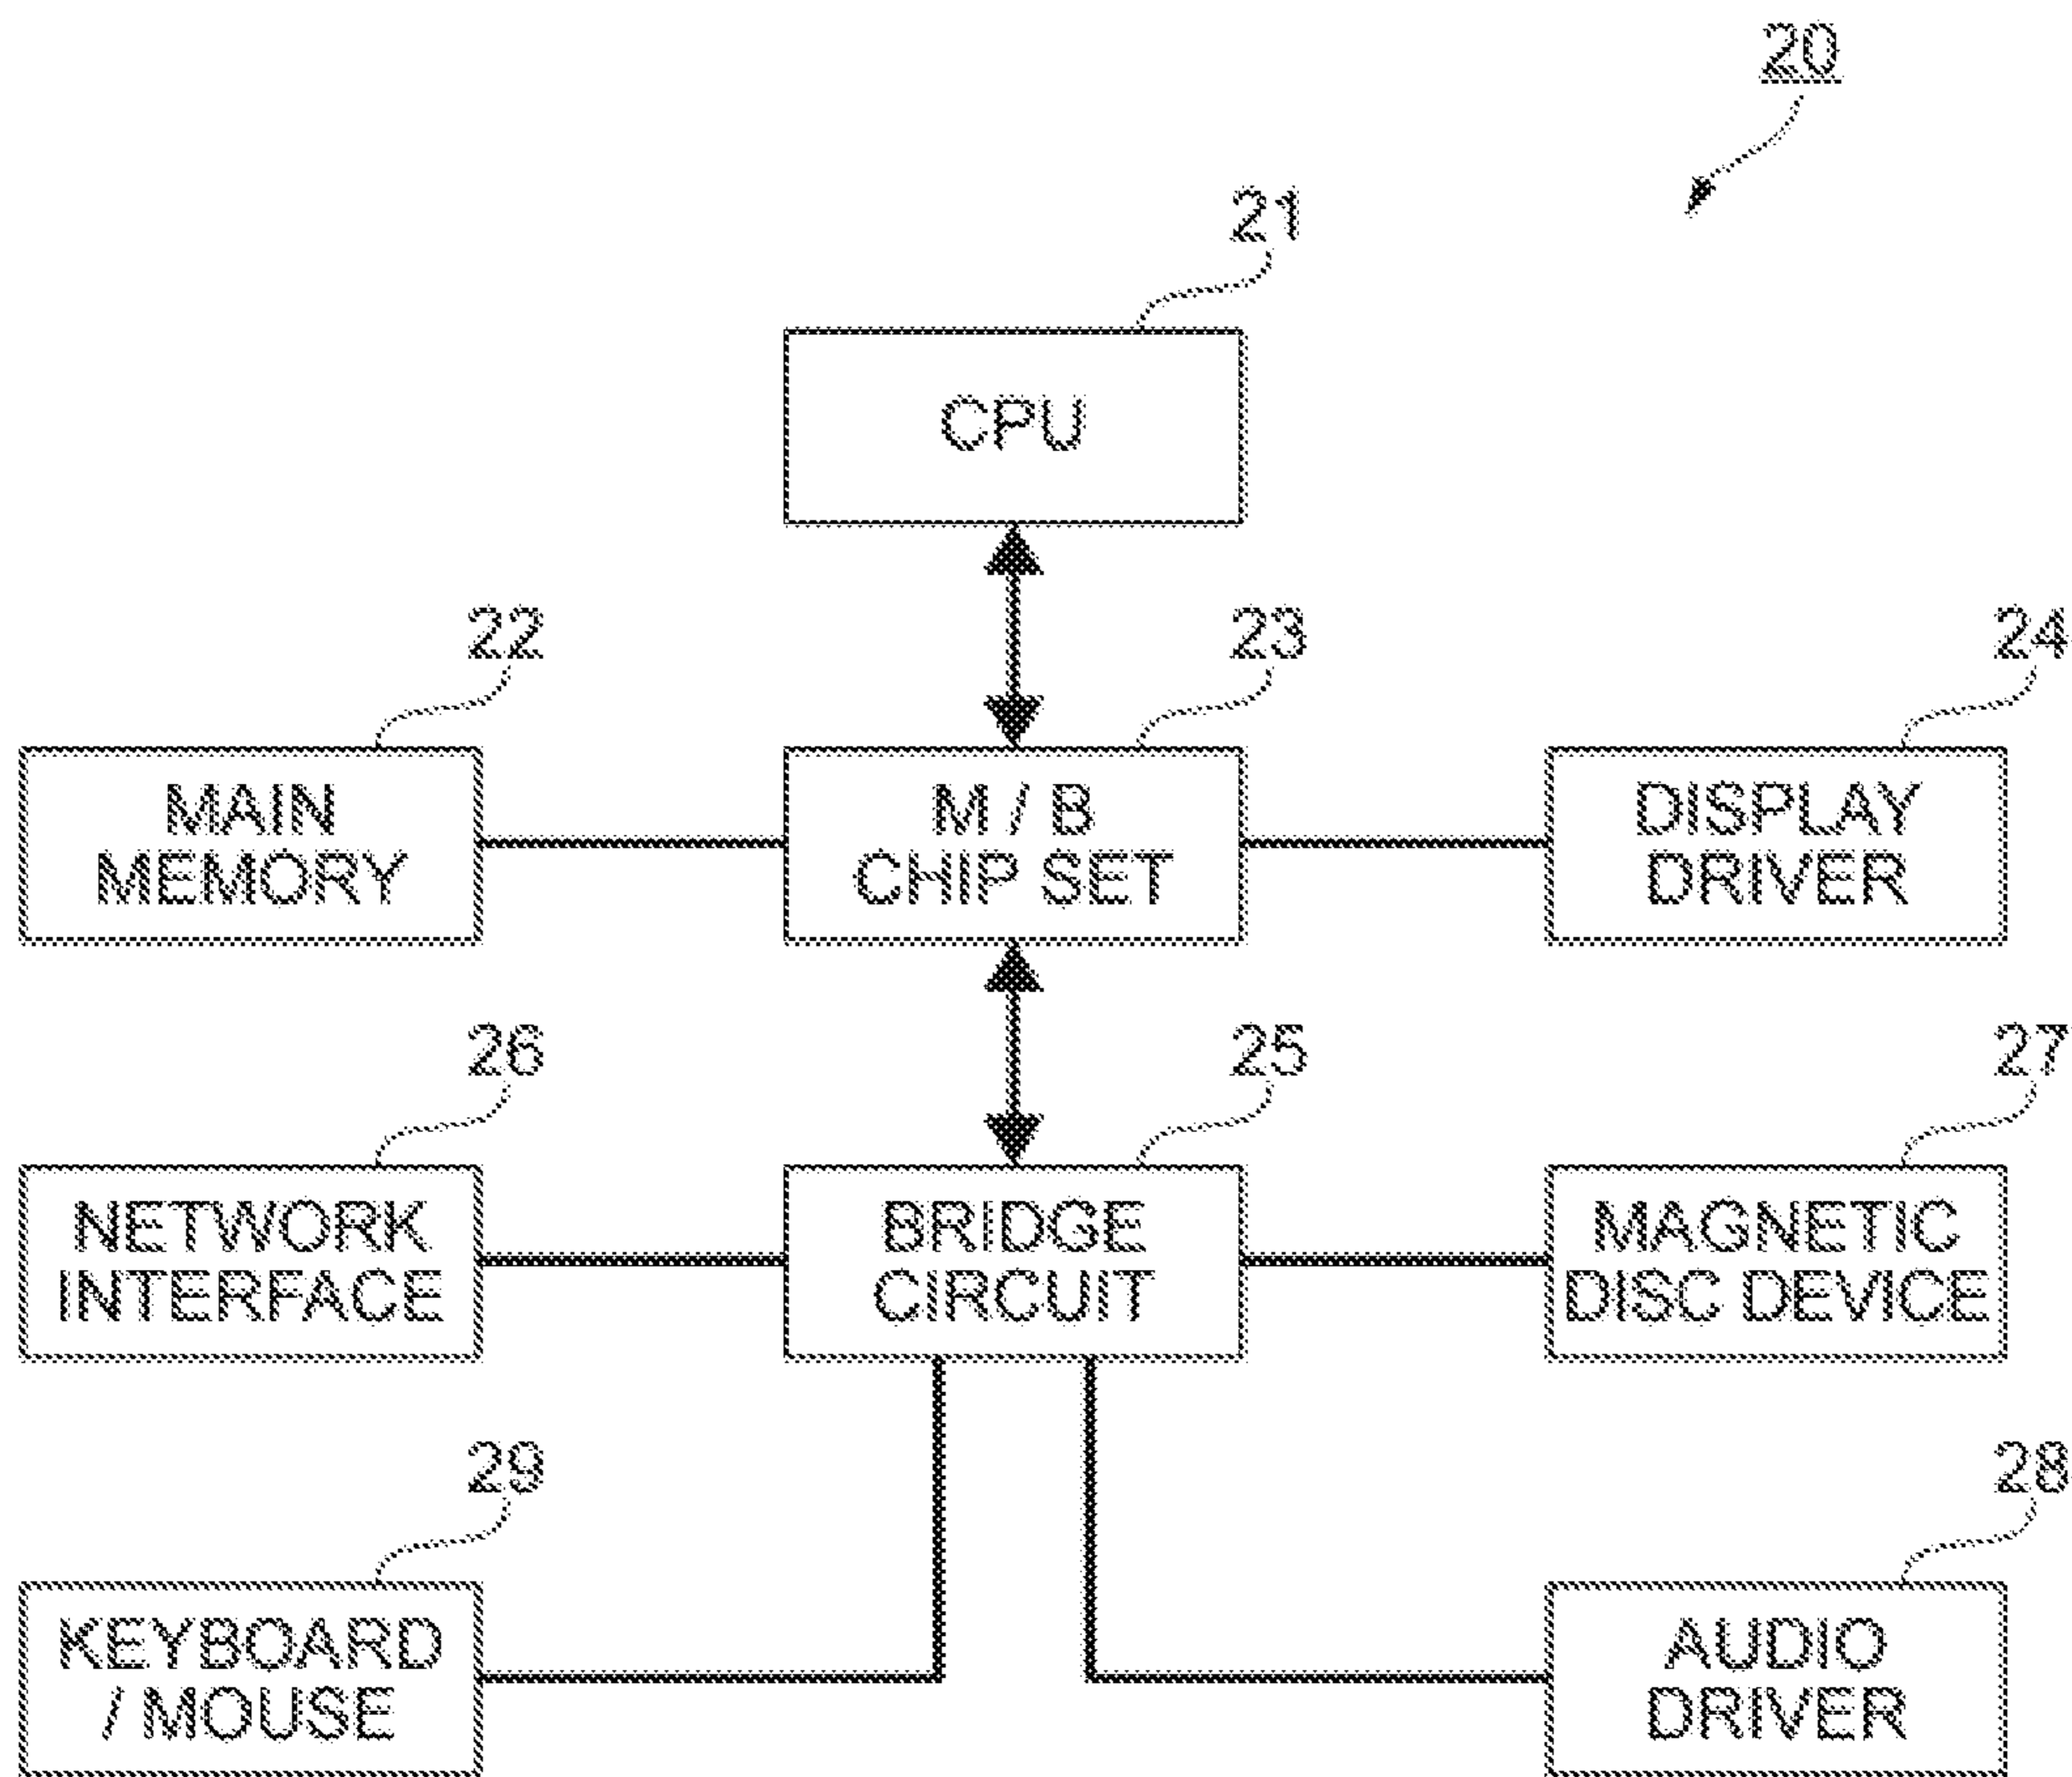 20
21
CPU
22
23
24
MAIN
MEMORY
M / B
CHIP SET
DISPLAY
DRIVER
26
25
27
NETWORK
INTERFACE
BRIDGE
CIRCUIT
MAGNETIC
DISC DEVICE
29
28
KEYBOARD
/ MOUSE
AUDIO
DRIVER